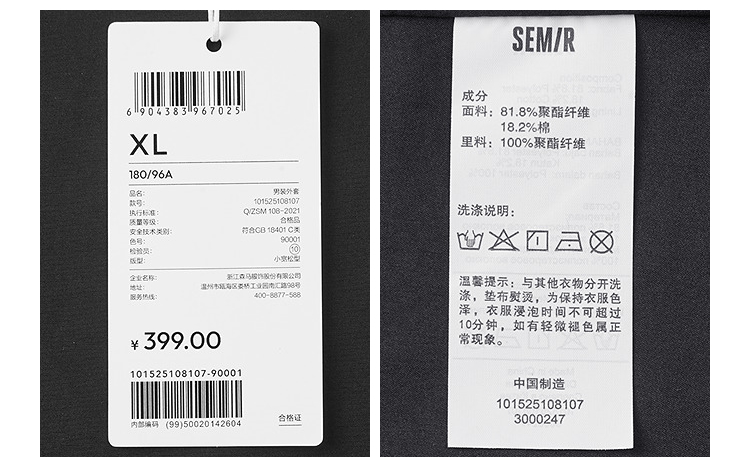 6 904383 967025
XL
180/96A
品名: 男装外套
款号: 101525108107
执行标准: Q/ZSM 108-2021
质量等级: 合格品
安全技术类别: 符合GB 18401 C类
色号: 90001
检验员: 10
版型: 小宽松型
企业名称: 浙江森马服饰股份有限公司
地址: 温州市瓯海区娄桥工业园南汇路98号
服务热线: 400-8877-588
¥ 399.00
101525108107-90001
内部编码 (99)50020142604
合格证
SEM/R
成分
面料: 81.8%聚酯纤维
18.2%棉
里料: 100%聚酯纤维
洗涤说明:
温馨提示: 与其他衣物分开洗
涤, 垫布熨烫, 为保持衣服色
泽, 衣服浸泡时间不可超过
10分钟, 如有轻微褪色属正
常现象。
中国制造
101525108107
3000247